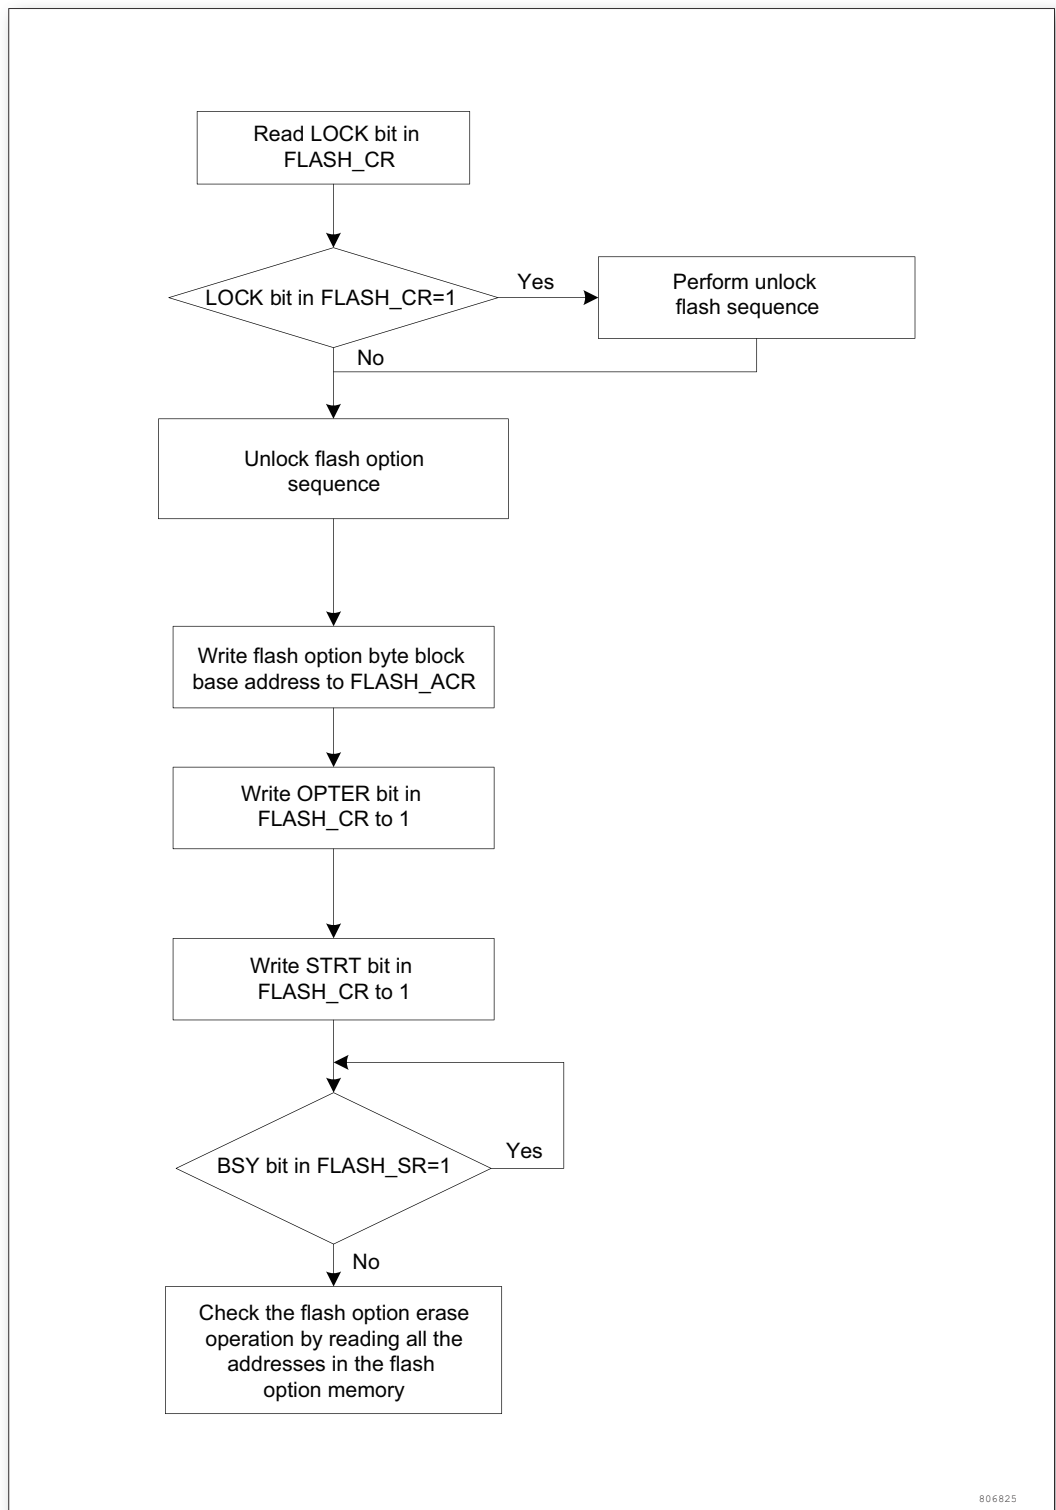 Read LOCK bit in
FLASH_CR
LOCK bit in FLASH_CR=1
Yes
Perform unlock
flash sequence
No
Unlock flash option
sequence
Write flash option byte block
base address to FLASH_ACR
Write OPTER bit in
FLASH_CR to 1
Write STRT bit in
FLASH_CR to 1
BSY bit in FLASH_SR=1
Yes
No
Check the flash option erase
operation by reading all the
addresses in the flash
option memory
806825